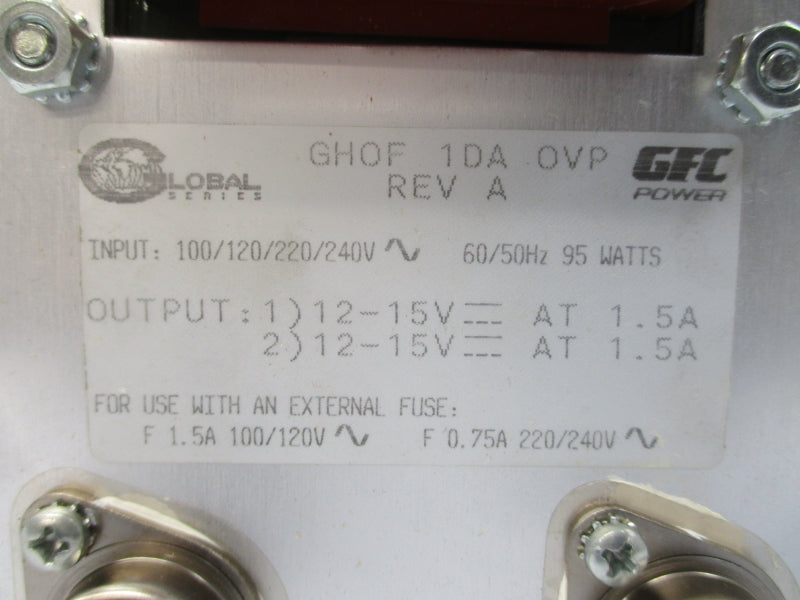 GLOBAL SERIES
GHOF 1DA OVP
REV A
GFC POWER
INPUT: 100/120/220/240V 60/50Hz 95 WATTS
OUTPUT: 1) 12-15V AT 1.5A
2) 12-15V AT 1.5A
FOR USE WITH AN EXTERNAL FUSE:
F 1.5A 100/120V F 0.75A 220/240V